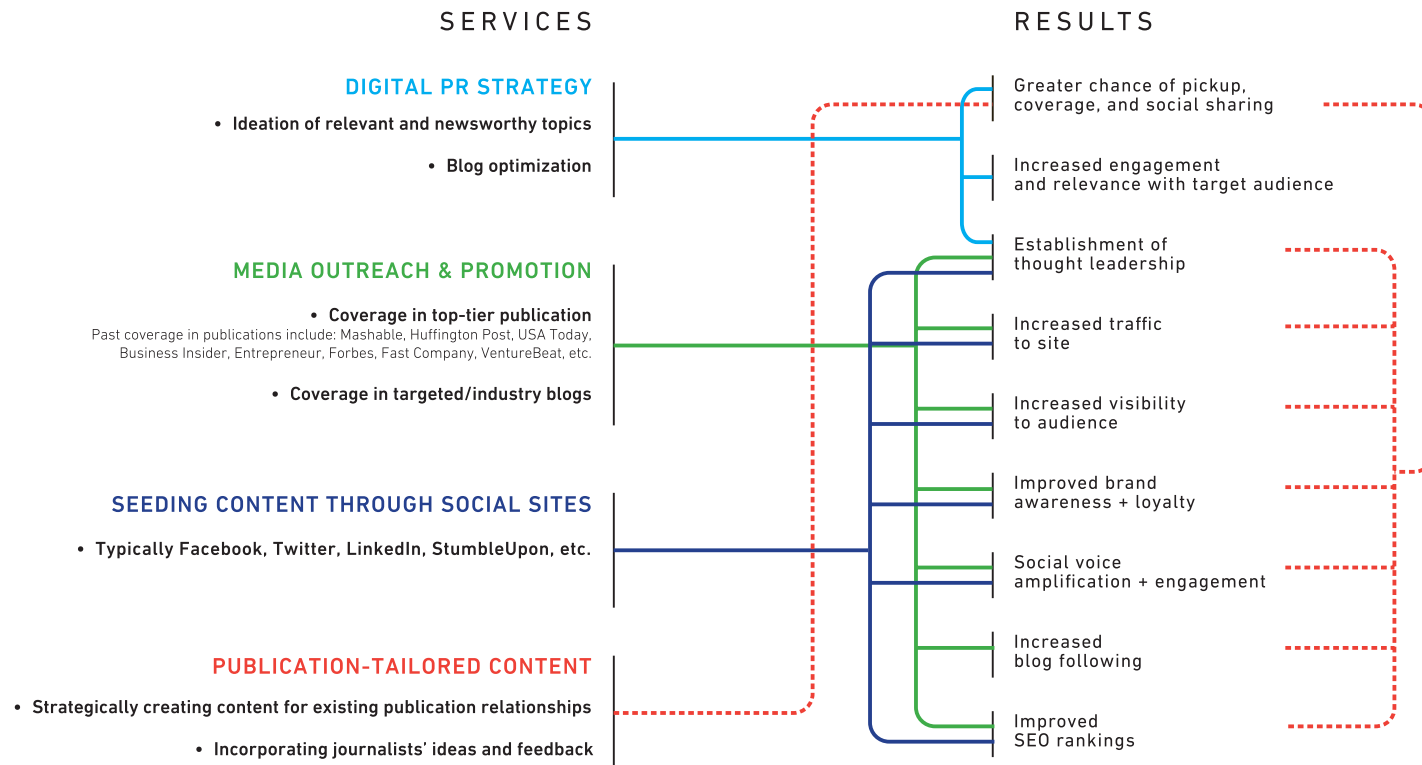 SERVICES
DIGITAL PR STRATEGY
• Ideation of relevant and newsworthy topics
• Blog optimization
MEDIA OUTREACH & PROMOTION
• Coverage in top-tier publication
Past coverage in publications include: Mashable, Huffington Post, USA Today,
Business Insider, Entrepreneur, Forbes, Fast Company, VentureBeat, etc.
• Coverage in targeted/industry blogs
SEEDING CONTENT THROUGH SOCIAL SITES
• Typically Facebook, Twitter, LinkedIn, StumbleUpon, etc.
PUBLICATION-TAILORED CONTENT
• Strategically creating content for existing publication relationships
• Incorporating journalists’ ideas and feedback
RESULTS
Greater chance of pickup,
coverage, and social sharing
Increased engagement
and relevance with target audience
Establishment of
thought leadership
Increased traffic
to site
Increased visibility
to audience
Improved brand
awareness + loyalty
Social voice
amplification + engagement
Increased
blog following
Improved
SEO rankings